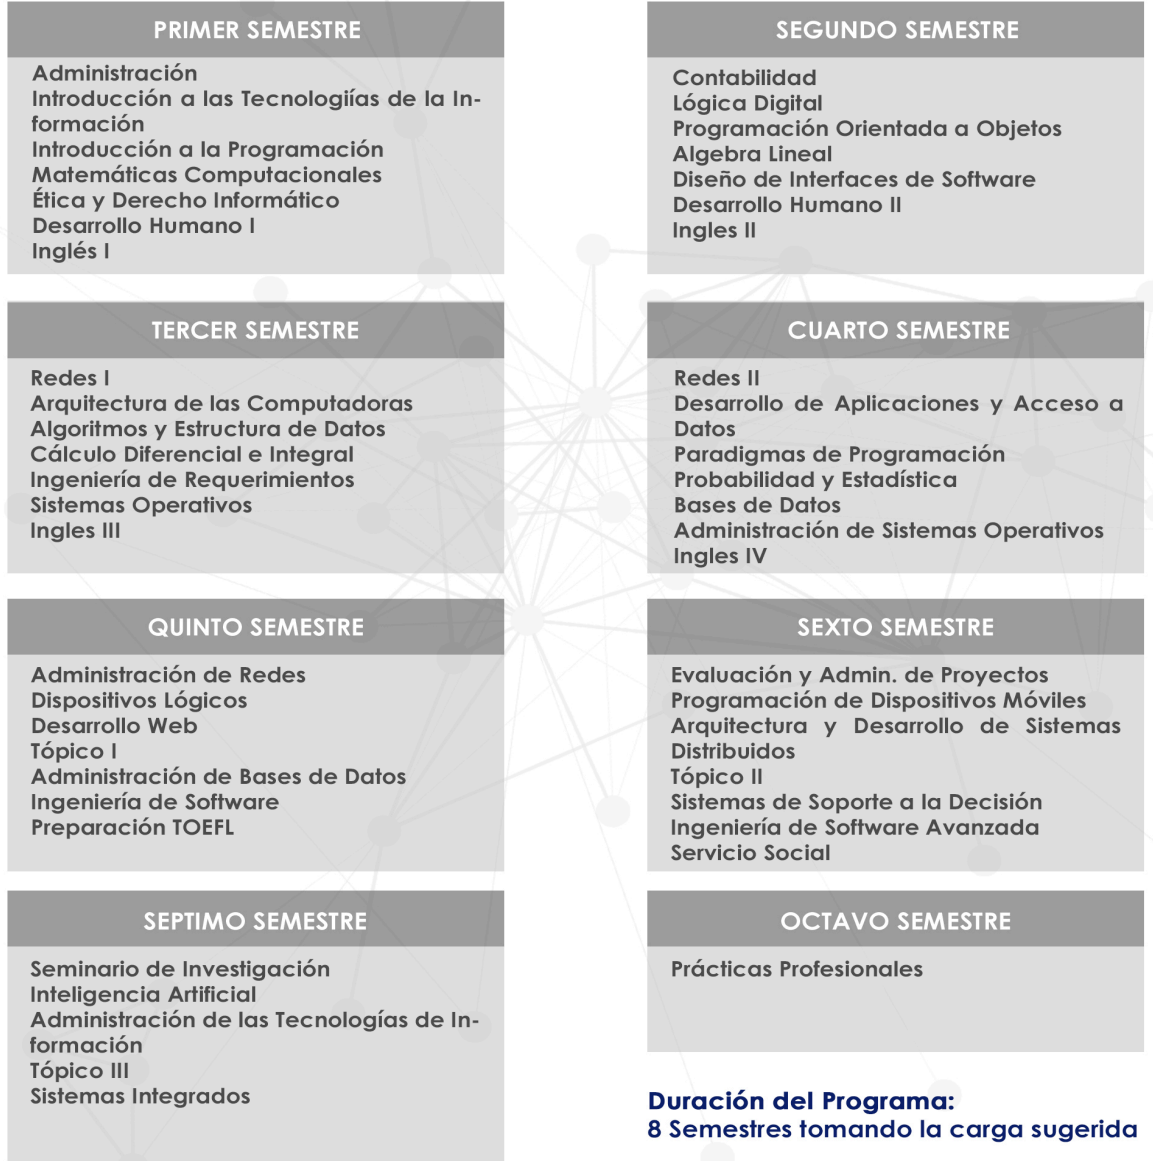 PRIMER SEMESTRE
Administración
Introducción a las Tecnologiías de la In-
formación
Introducción a la Programación
Matemáticas Computacionales
Ética y Derecho Informático
Desarrollo Humano I
Inglés I
SEGUNDO SEMESTRE
Contabilidad
Lógica Digital
Programación Orientada a Objetos
Algebra Lineal
Diseño de Interfaces de Software
Desarrollo Humano II
Ingles II
TERCER SEMESTRE
Redes I
Arquitectura de las Computadoras
Algoritmos y Estructura de Datos
Cálculo Diferencial e Integral
Ingeniería de Requerimientos
Sistemas Operativos
Ingles III
CUARTO SEMESTRE
Redes II
Desarrollo de Aplicaciones y Acceso a
Datos
Paradigmas de Programación
Probabilidad y Estadística
Bases de Datos
Administración de Sistemas Operativos
Ingles IV
QUINTO SEMESTRE
Administración de Redes
Dispositivos Lógicos
Desarrollo Web
Tópico I
Administración de Bases de Datos
Ingeniería de Software
Preparación TOEFL
SEXTO SEMESTRE
Evaluación y Admin. de Proyectos
Programación de Dispositivos Móviles
Arquitectura y Desarrollo de Sistemas
Distribuidos
Tópico II
Sistemas de Soporte a la Decisión
Ingeniería de Software Avanzada
Servicio Social
SEPTIMO SEMESTRE
Seminario de Investigación
Inteligencia Artificial
Administración de las Tecnologías de In-
formación
Tópico III
Sistemas Integrados
OCTAVO SEMESTRE
Prácticas Profesionales
Duración del Programa:
8 Semestres tomando la carga sugerida